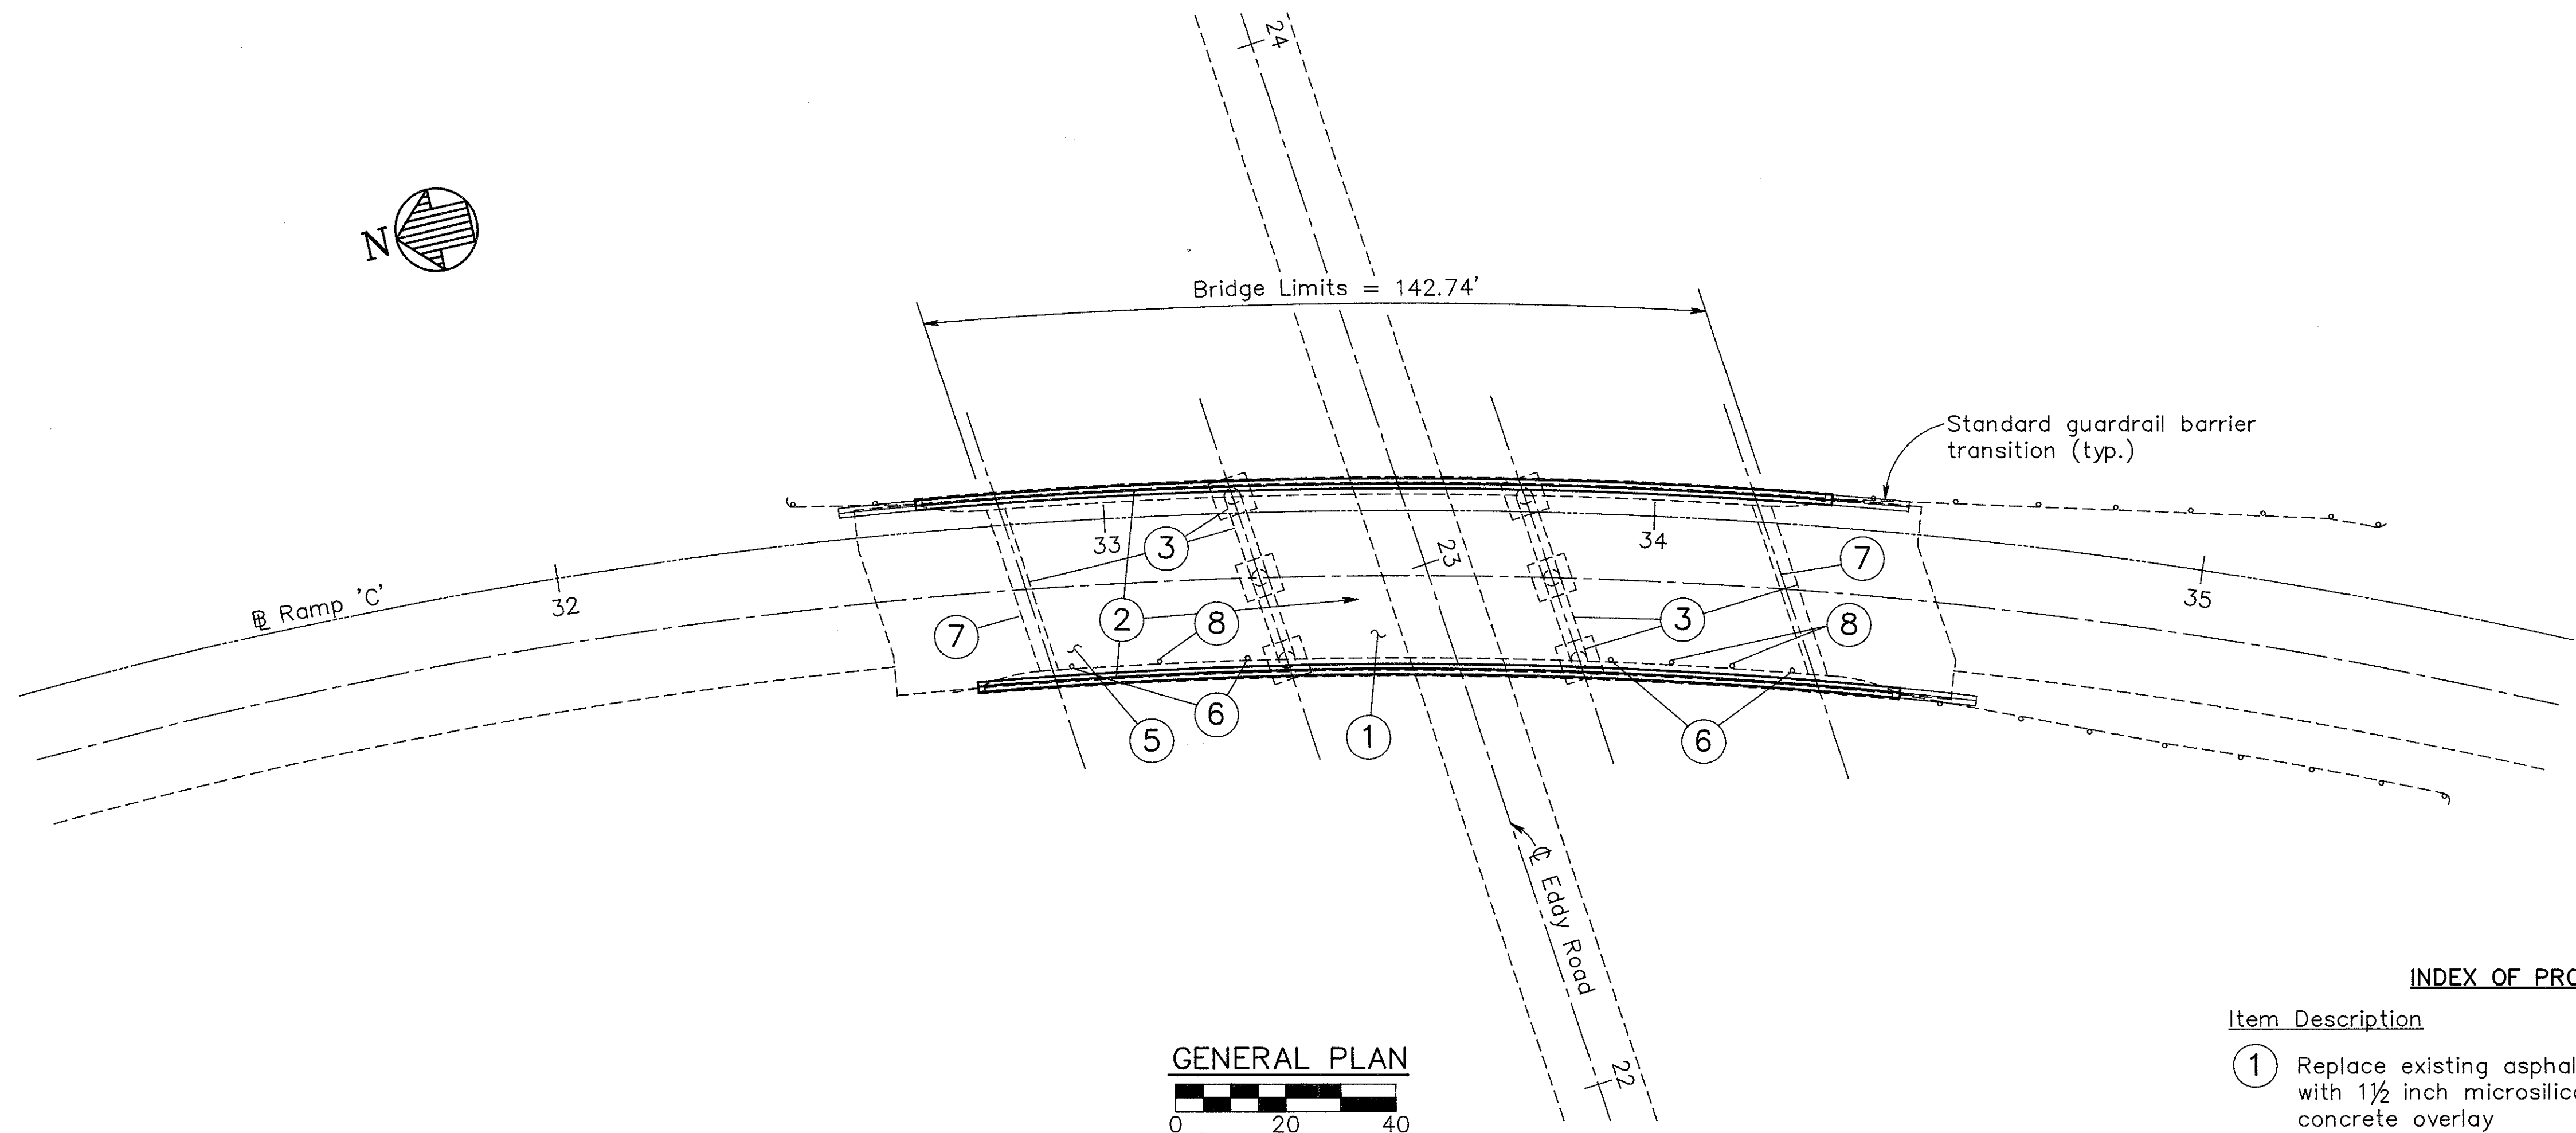 24
N
Bridge Limits = 142.74'
Standard guardrail barrier
transition (typ.)
33
3
23
34
7
32
35
℄ Ramp 'C'
2
8
3
8
7
6
5
1
6
℄ Eddy Road
22
GENERAL PLAN
0 20 40
INDEX OF PRO
Item Description
1 Replace existing asphal
with 1½ inch microsilic
concrete overlay